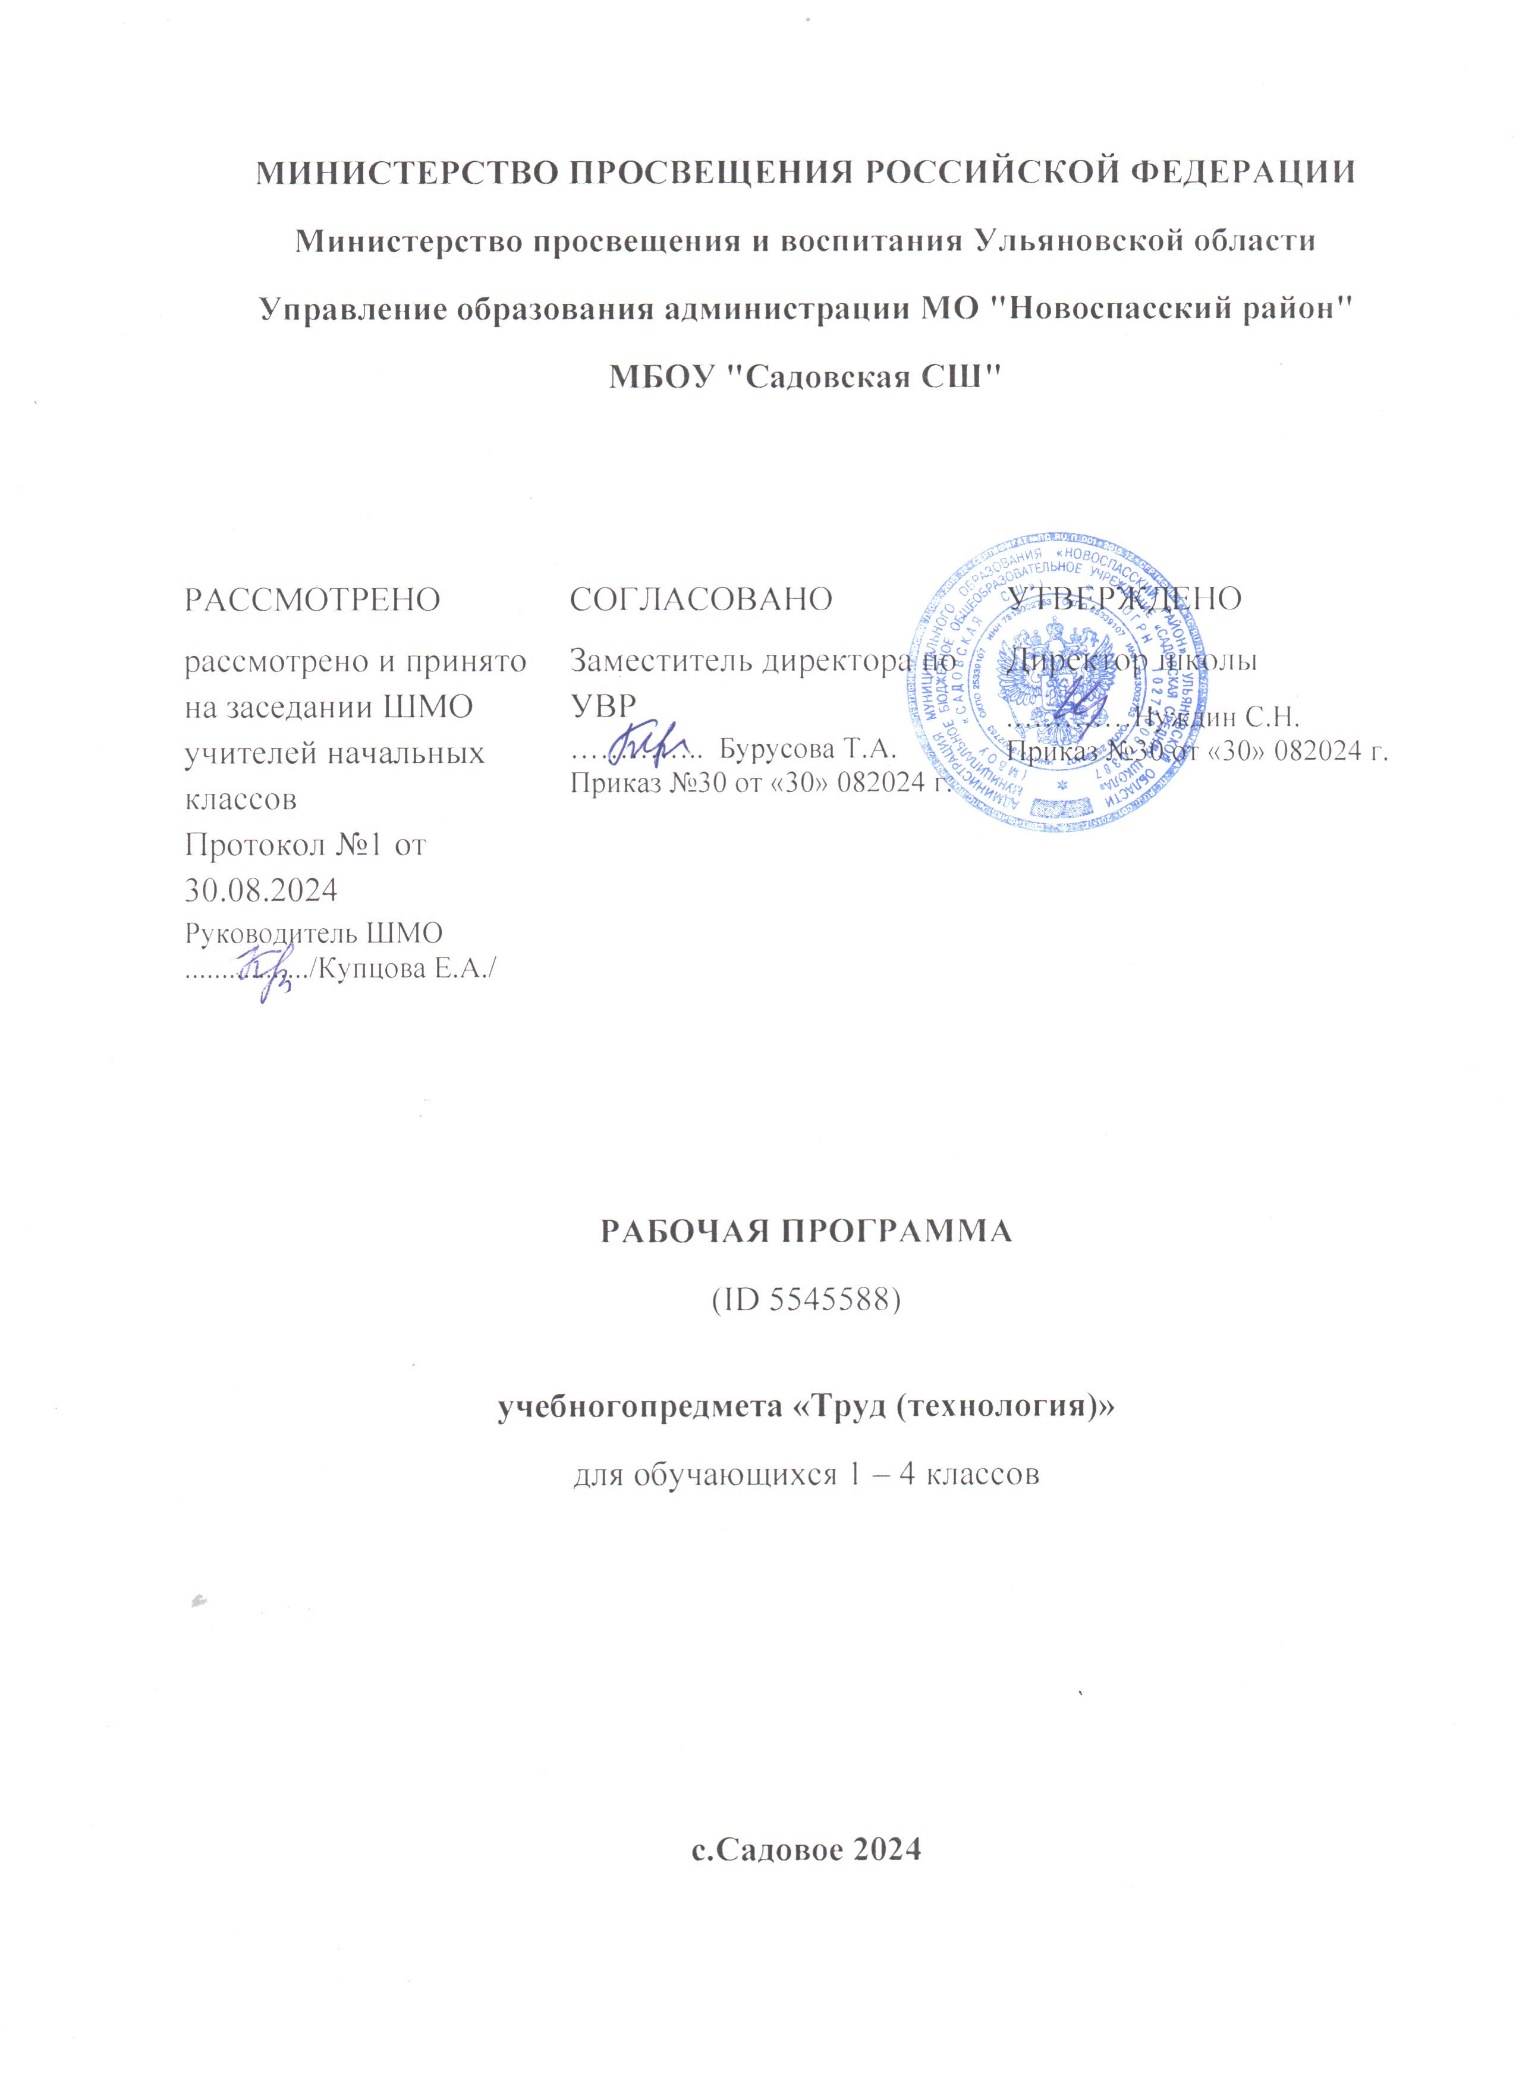 МИНИСТЕРСТВО ПРОСВЕЩЕНИЯ РОССИЙСКОЙ ФЕДЕРАЦИИ
Министерство просвещения и воспитания Ульяновской области
Управление образования администрации МО "Новоспасский район"
МБОУ "Садовская СШ"
РАССМОТРЕНО
рассмотрено и принято
на заседании ШМО
учителей начальных
классов
Протокол №1 от
30.08.2024
Руководитель ШМО
................./Купцова Е.А./
СОГЛАСОВАНО
Заместитель директора по
УВР
................. Бурусова Т.А.
Приказ №30 от «30» 082024 г.
УТВЕРЖДЕНО
Директор школы
.................Нуждин С.Н.
Приказ №30 от «30» 082024 г.
РАБОЧАЯ ПРОГРАММА
(ID 5545588)
учебногопредмета «Труд (технология)»
для обучающихся 1 – 4 классов
с.Садовое 2024